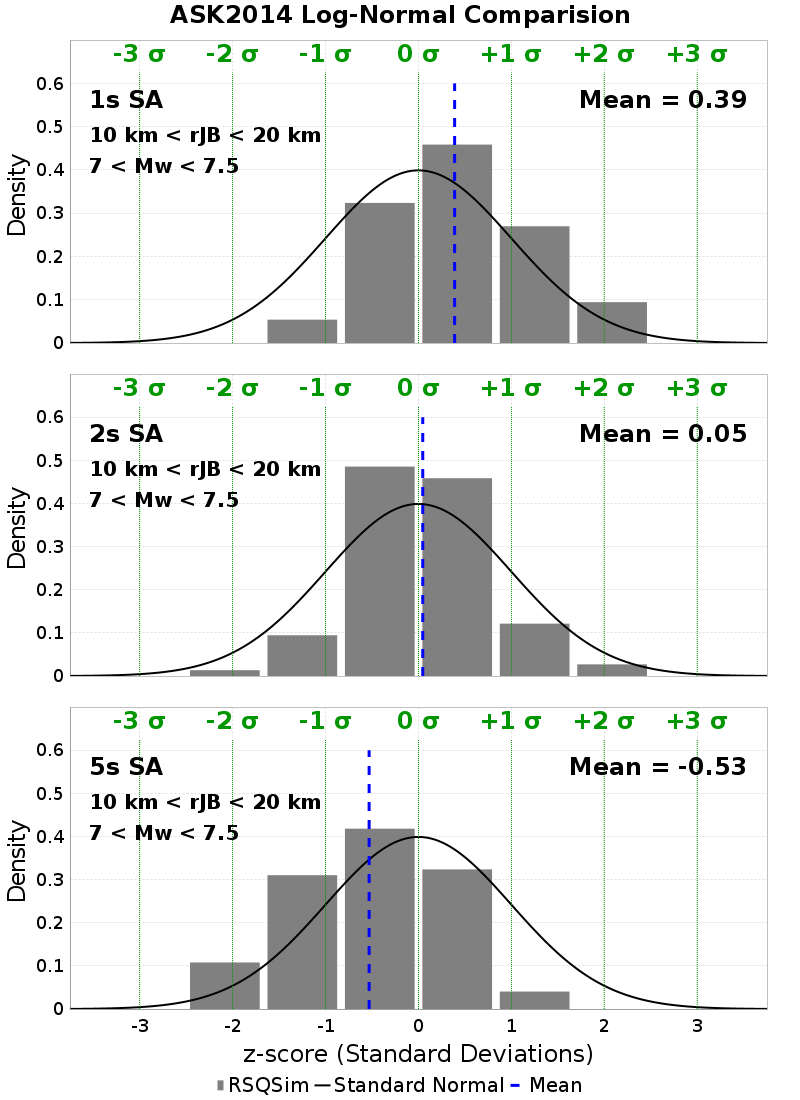 ASK2014 Log-Normal Comparision
-3 σ -2 σ -1 σ 0 σ +1 σ +2 σ +3 σ
0.6
1s SA Mean = 0.39
0.5
10 km < rJB < 20 km
7 < Mw < 7.5
0.4
Density
0.3
0.2
0.1
0
-3 σ -2 σ -1 σ 0 σ +1 σ +2 σ +3 σ
0.6
2s SA Mean = 0.05
0.5
10 km < rJB < 20 km
7 < Mw < 7.5
0.4
Density
0.3
0.2
0.1
0
-3 σ -2 σ -1 σ 0 σ +1 σ +2 σ +3 σ
0.6
5s SA Mean = -0.53
0.5
10 km < rJB < 20 km
7 < Mw < 7.5
0.4
Density
0.3
0.2
0.1
0
-3 -2 -1 0 1 2 3
z-score (Standard Deviations)
RSQSim Standard Normal Mean